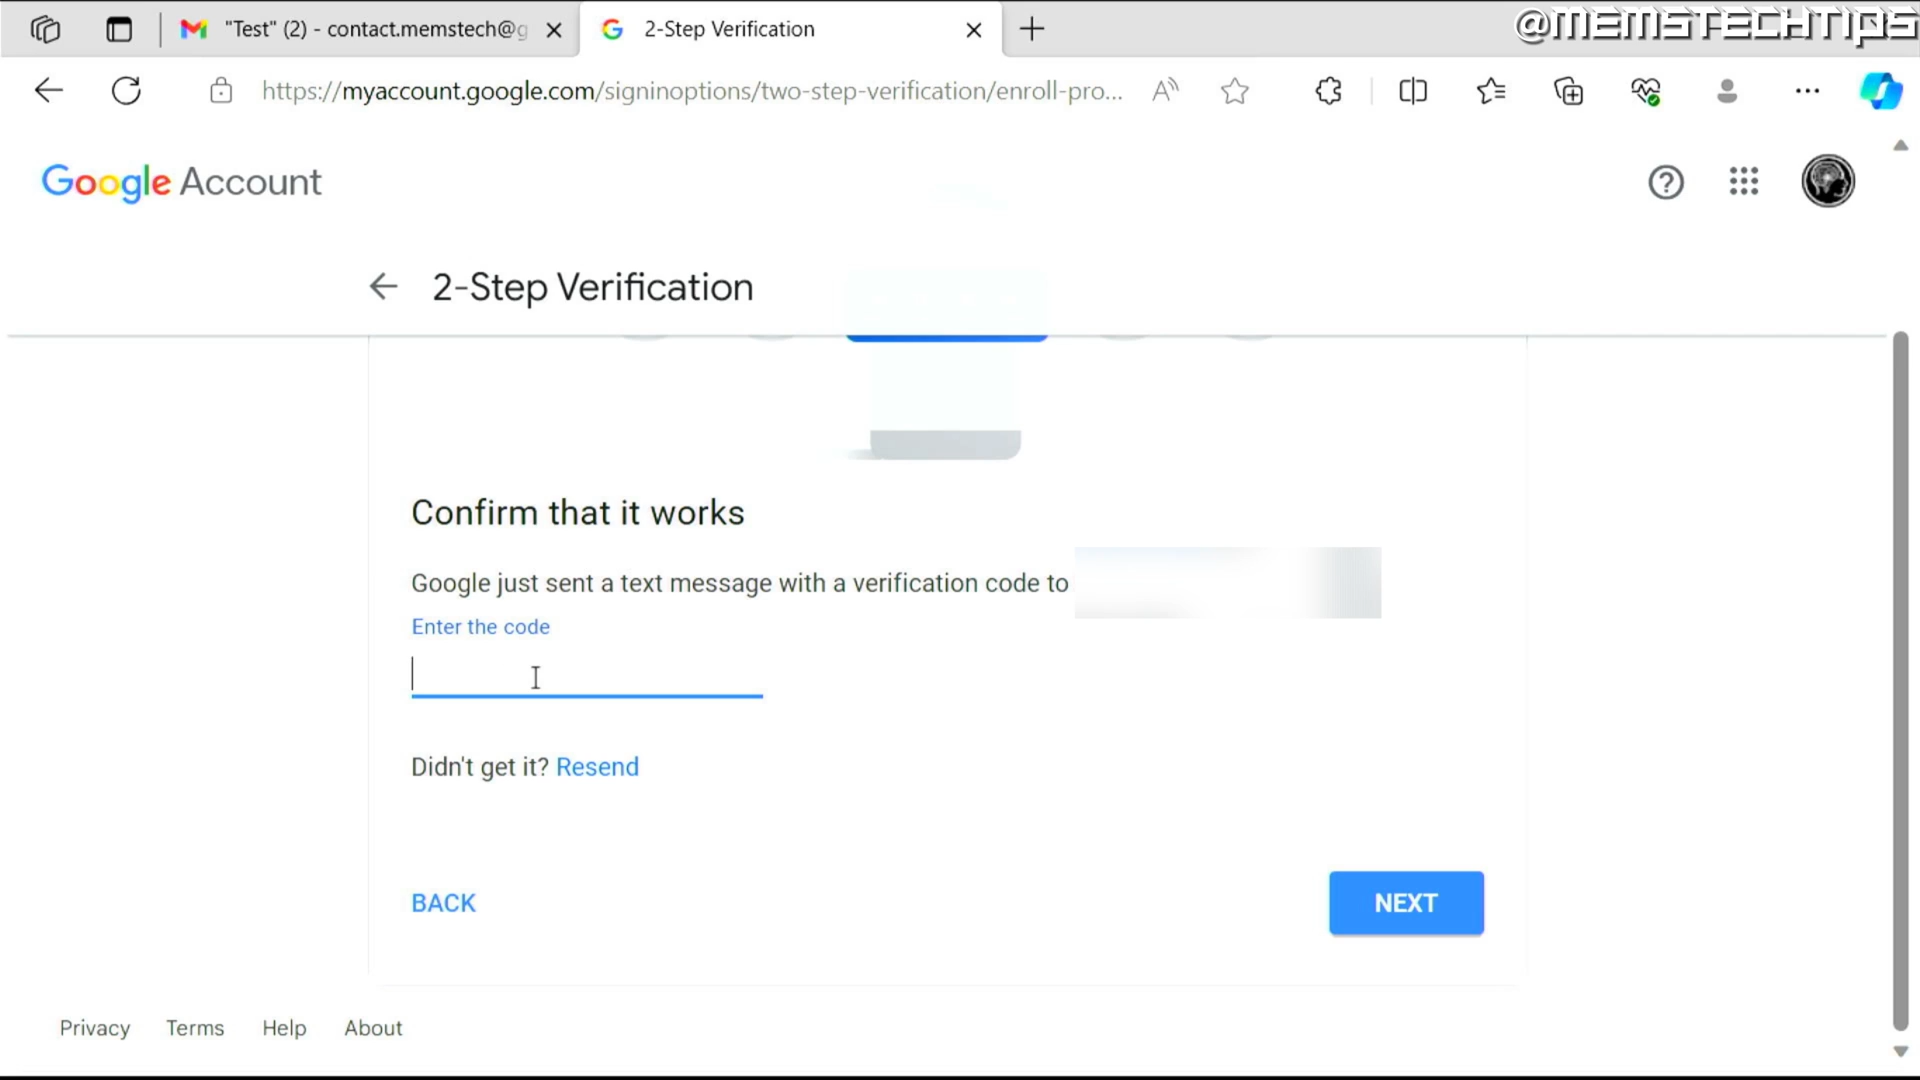 "Test" (2) - contact.memstech@g
2-Step Verification
@MEMSTECHTIPS
https://myaccount.google.com/signinoptions/two-step-verification/enroll-pro...
Google Account
2-Step Verification
Confirm that it works
Google just sent a text message with a verification code to
Enter the code
Didn't get it? Resend
BACK
NEXT
Privacy Terms Help About